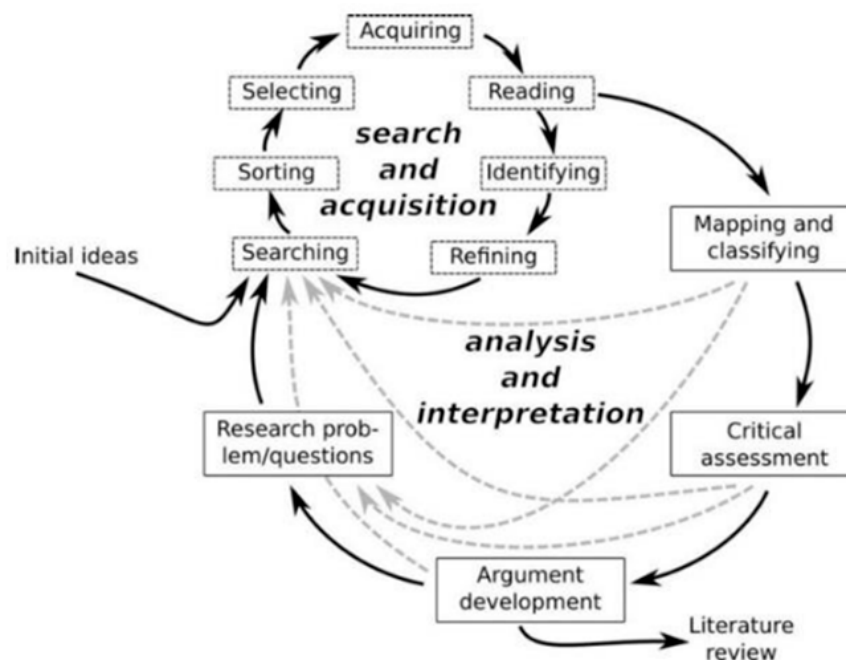 Acquiring
Selecting
Reading
search
and
acquisition
Sorting
Identifying
Mapping and
classifying
Initial ideas
Searching
Refining
analysis
and
interpretation
Research prob-
lem/questions
Critical
assessment
Argument
development
Literature
review